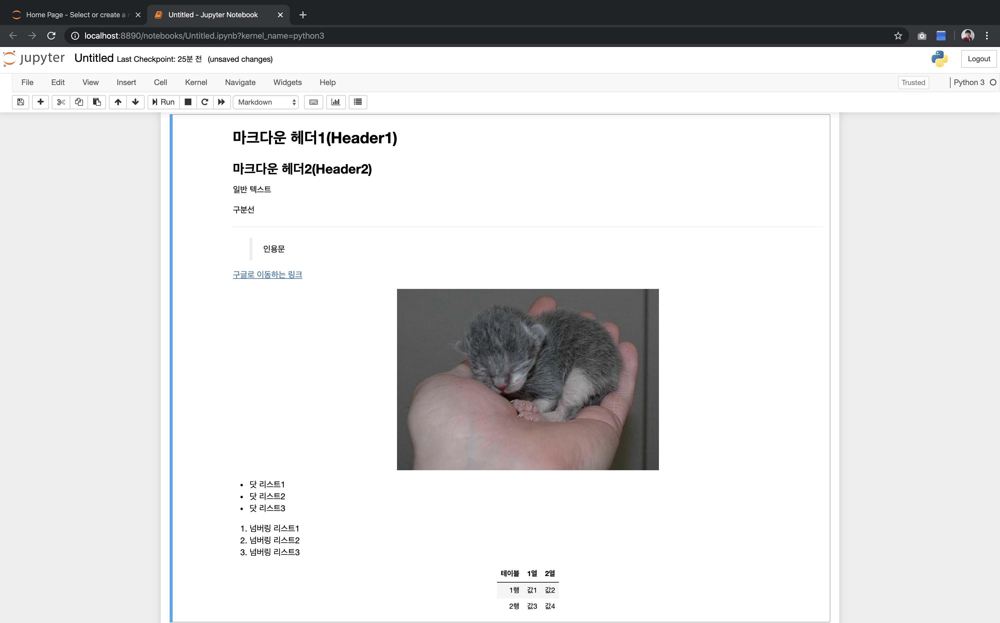 Home Page - Select or create a
Untitled - Jupyter Notebook
localhost:8890/notebooks/Untitled.ipynb?kernel_name=python3
jupyter Untitled Last Checkpoint: 25분 전 (unsaved changes)
Logout
File Edit View Insert Cell Kernel Navigate Widgets Help
Trusted Python 3
Run Markdown
마크다운 헤더1(Header1)
마크다운 헤더2(Header2)
일반 텍스트
구분선
인용문
구글로 이동하는 링크
• 닷 리스트1
• 닷 리스트2
• 닷 리스트3
1. 넘버링 리스트1
2. 넘버링 리스트2
3. 넘버링 리스트3
테이블 1열 2열
1행 값1 값2
2행 값3 값4